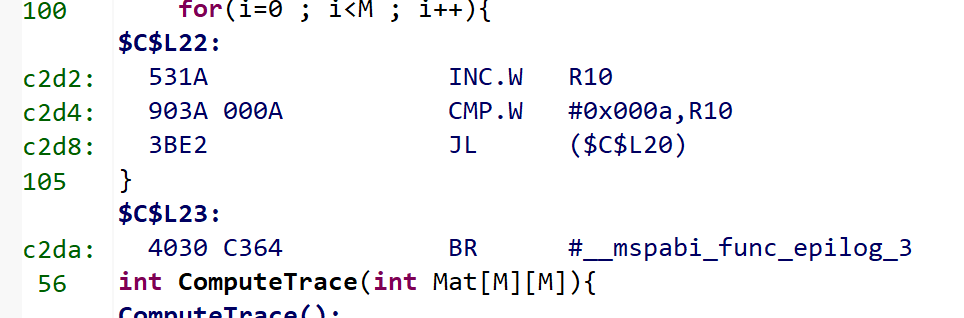 100 for(i=0 ; i<M ; i++){
$C$L22:
c2d2: 531A INC.W R10
c2d4: 903A 000A CMP.W #0x000a,R10
c2d8: 3BE2 JL ($C$L20)
105 }
$C$L23:
c2da: 4030 C364 BR #__mspabi_func_epilog_3
56 int ComputeTrace(int Mat[M][M]){
ComputeTrace():